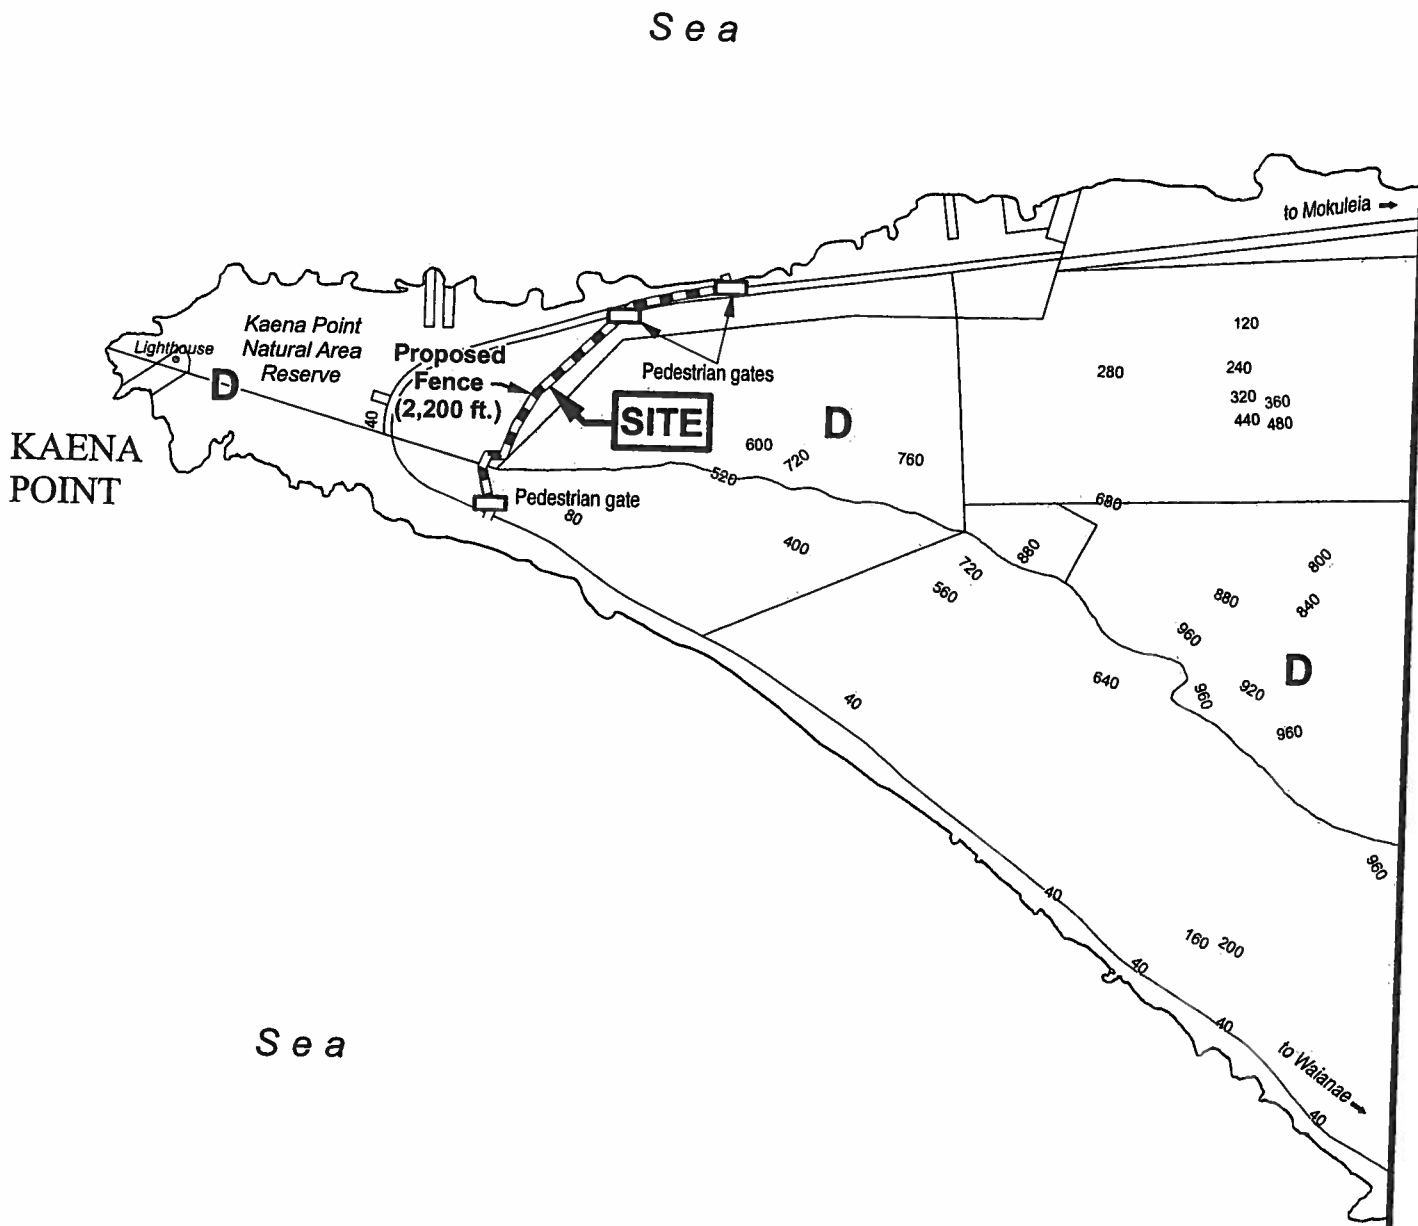 Sea
to Mokuleia
Kaena Point
Natural Area
Reserve
Lighthouse
D
Proposed
Fence
(2,200 ft.)
40
Pedestrian gates
SITE
D
120
280
240
320 360
440 480
600
720
760
520
680
KAENA
POINT
Pedestrian gate
80
400
720
560
880
800
880
840
960
640
960
920
D
960
40
960
40
160 200
40
40
Sea
to Waianae
40